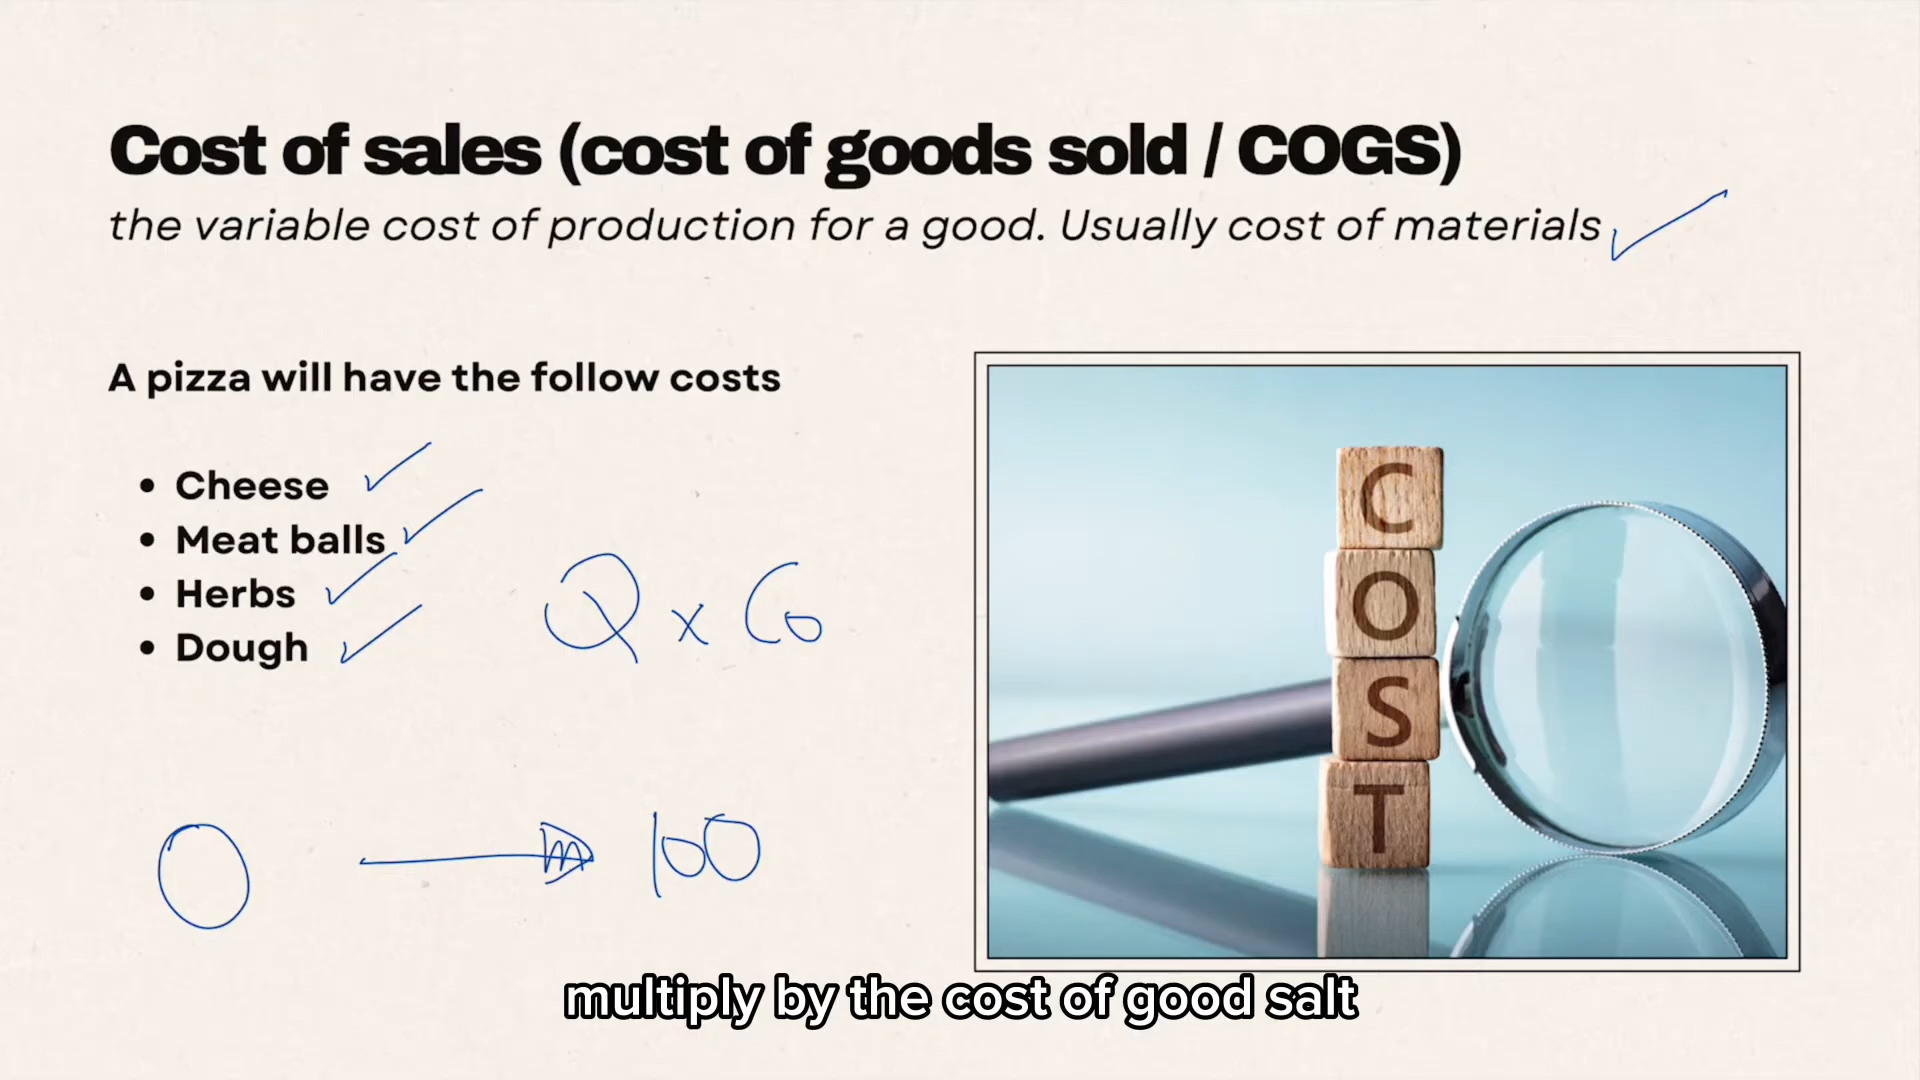 Cost of sales (cost of goods sold / COGS)
the variable cost of production for a good. Usually cost of materials
A pizza will have the follow costs
• Cheese
• Meat balls
• Herbs
• Dough
Q x Co
O
100
C
O
S
T
multiply by the cost of good salt